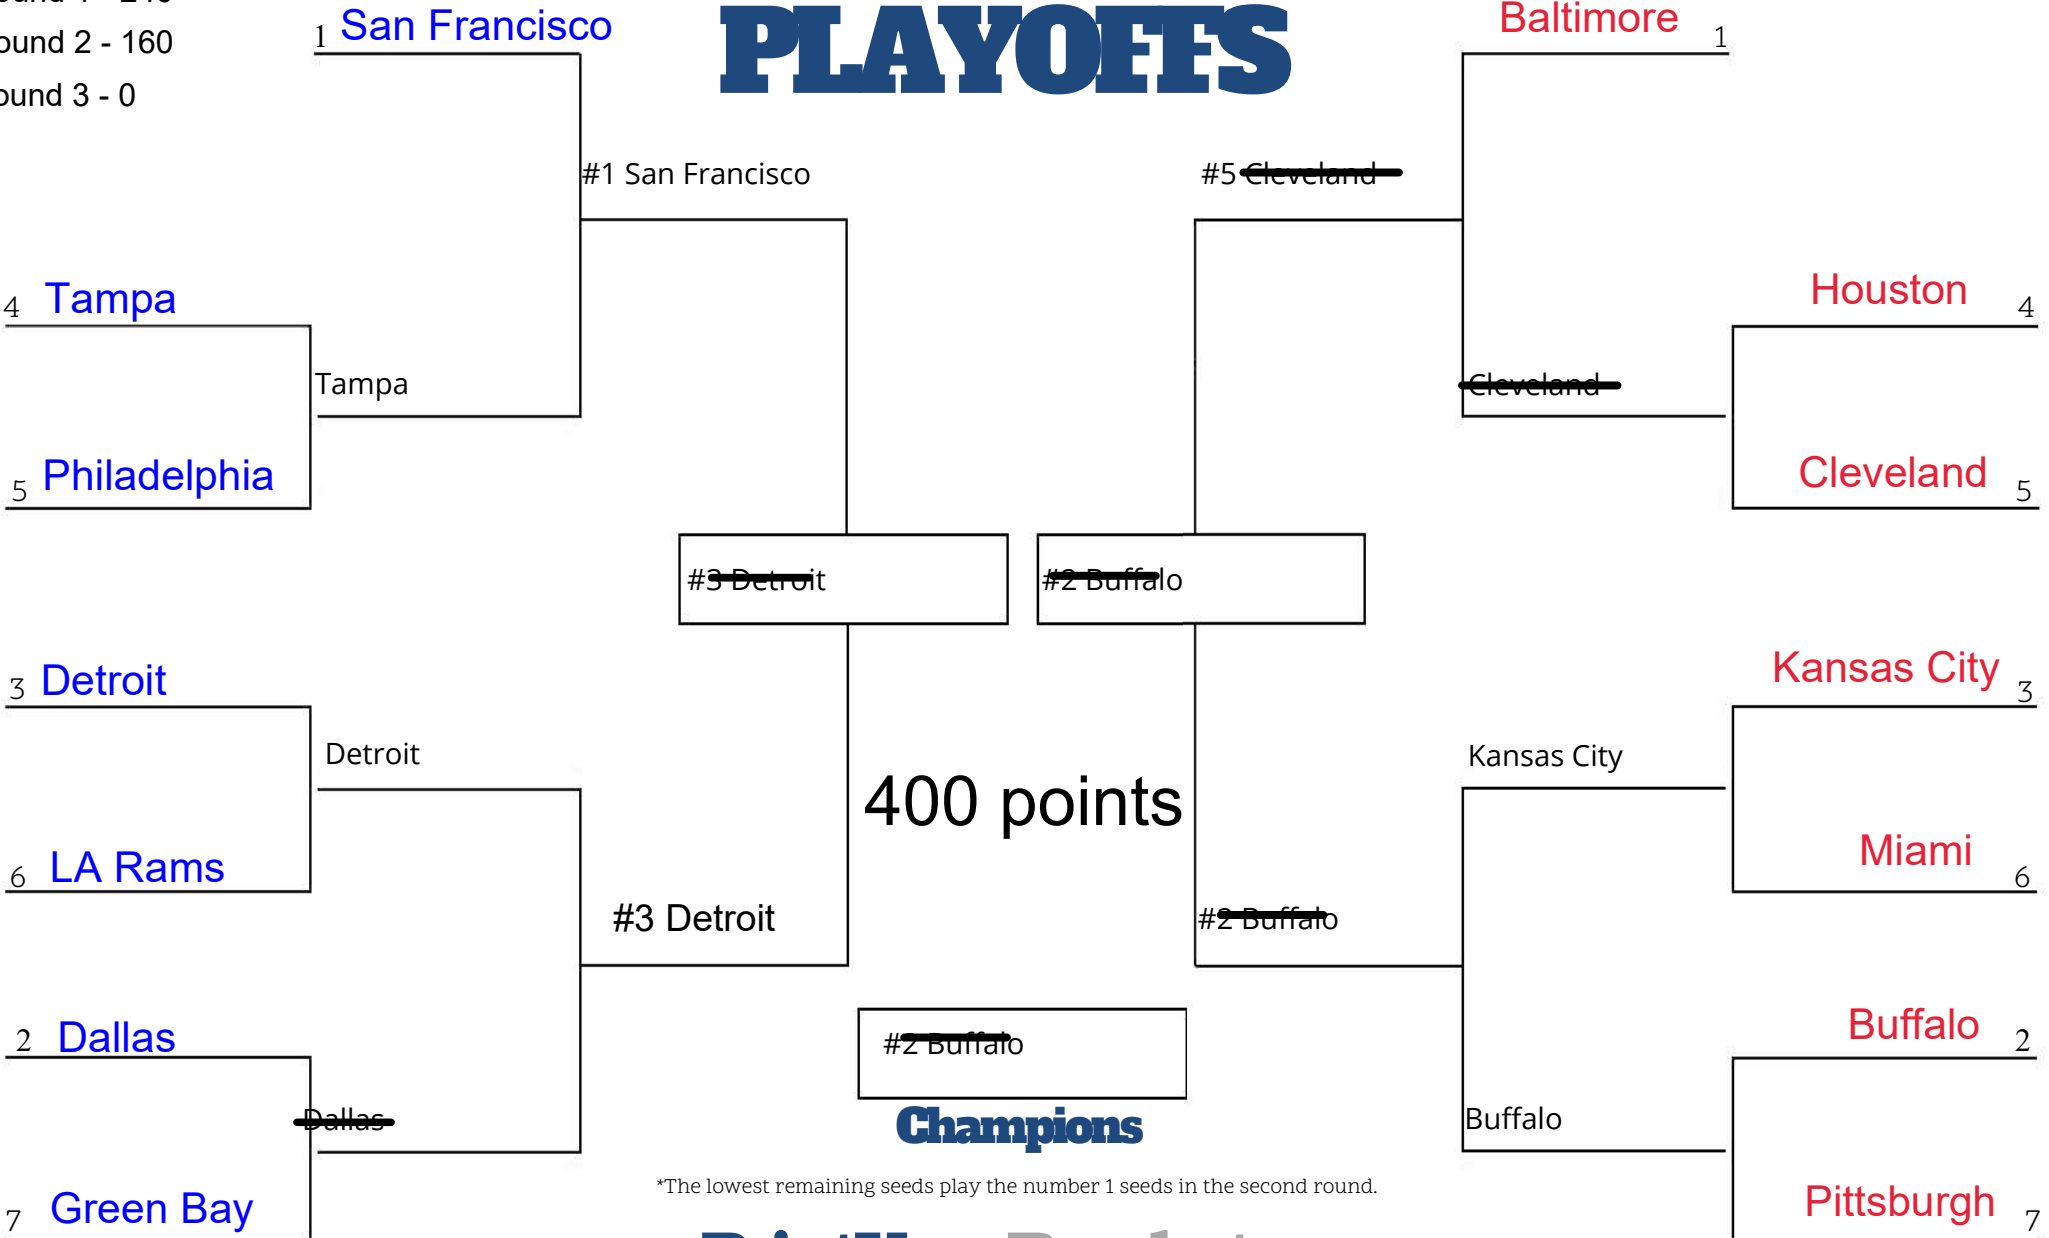 PLAYOFFS
ound 2 - 160
ound 3 - 0
1 San Francisco
Baltimore 1
#1 San Francisco
#5 Cleveland
4 Tampa
Houston 4
Tampa
Cleveland
5 Philadelphia
Cleveland 5
#3 Detroit
#2 Buffalo
3 Detroit
Kansas City 3
Detroit
Kansas City
400 points
6 LA Rams
Miami 6
#3 Detroit
#2 Buffalo
2 Dallas
Buffalo 2
#2 Buffalo
Dallas
Champions
Buffalo
*The lowest remaining seeds play the number 1 seeds in the second round.
7 Green Bay
Pittsburgh 7